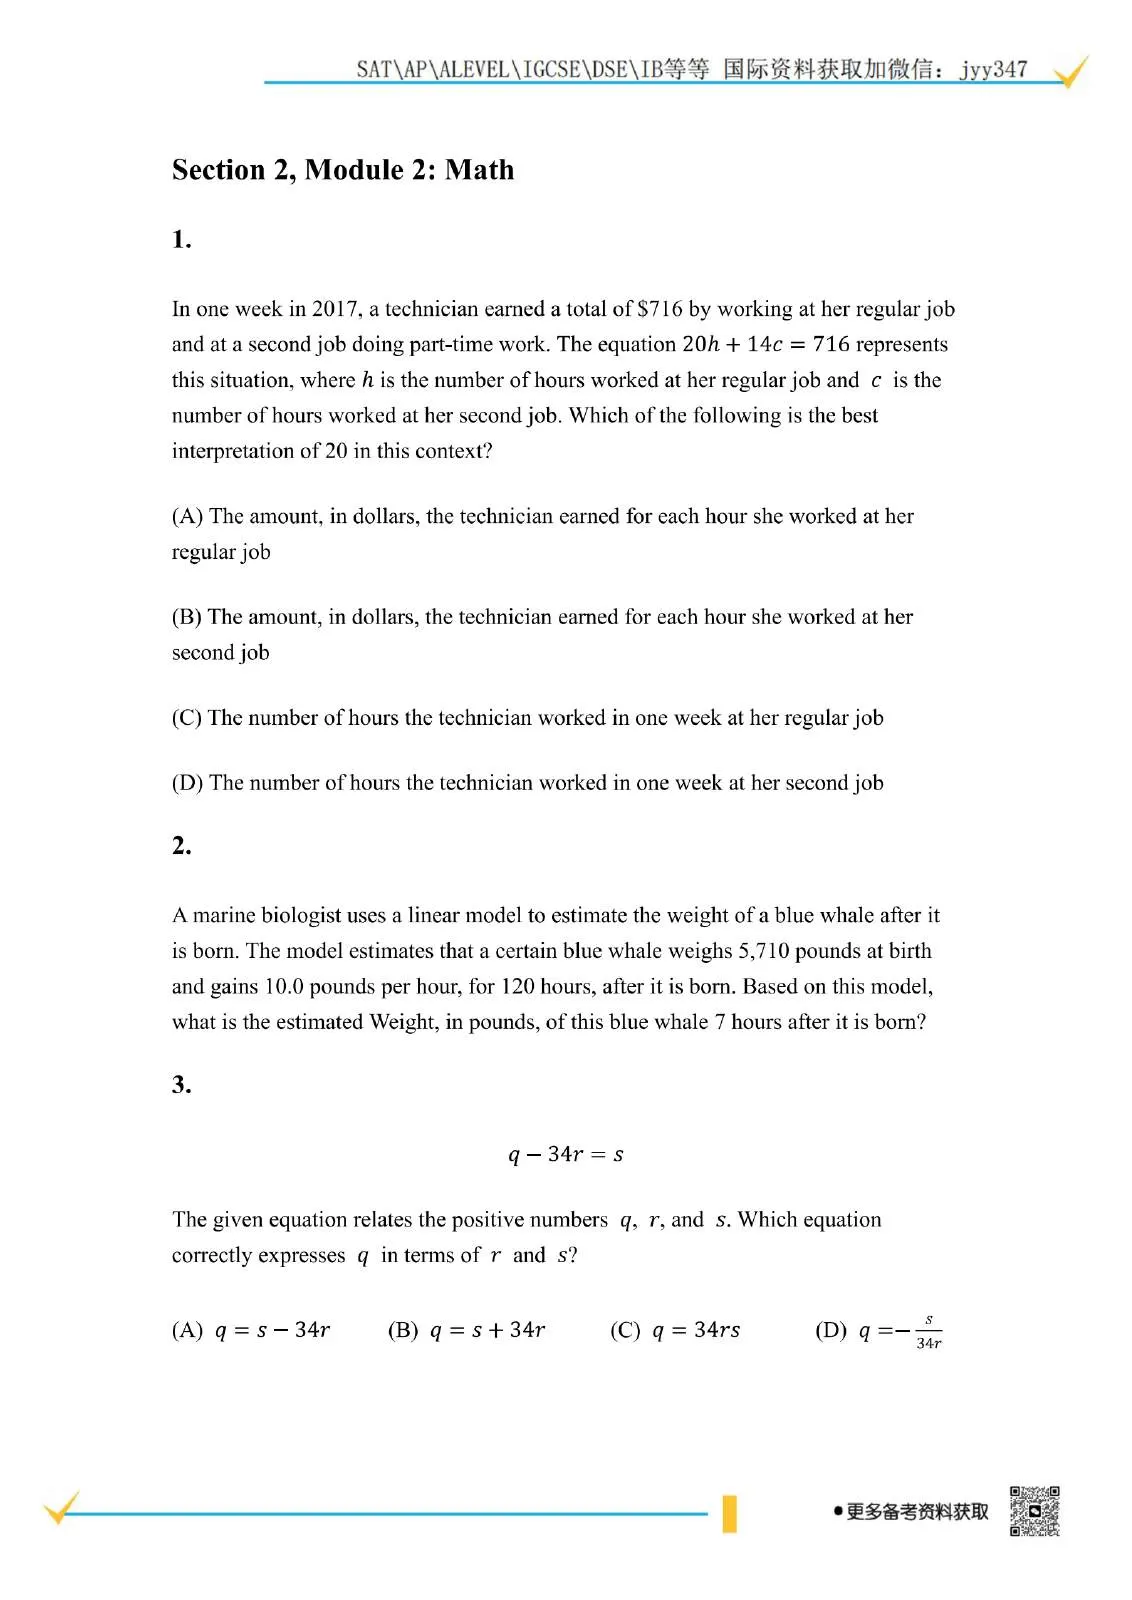 SAT\AP\ALEVEL\IGCSE\DSE\IB等等 国际资料获取加微信：jyy347
Section 2, Module 2: Math
1.
In one week in 2017, a technician earned a total of $716 by working at her regular job
and at a second job doing part-time work. The equation 20h + 14c = 716 represents
this situation, where h is the number of hours worked at her regular job and c is the
number of hours worked at her second job. Which of the following is the best
interpretation of 20 in this context?
(A) The amount, in dollars, the technician earned for each hour she worked at her
regular job
(B) The amount, in dollars, the technician earned for each hour she worked at her
second job
(C) The number of hours the technician worked in one week at her regular job
(D) The number of hours the technician worked in one week at her second job
2.
A marine biologist uses a linear model to estimate the weight of a blue whale after it
is born. The model estimates that a certain blue whale weighs 5,710 pounds at birth
and gains 10.0 pounds per hour, for 120 hours, after it is born. Based on this model,
what is the estimated Weight, in pounds, of this blue whale 7 hours after it is born?
3.
q − 34r = s
The given equation relates the positive numbers q, r, and s. Which equation
correctly expresses q in terms of r and s?
(A) q = s − 34r (B) q = s + 34r (C) q = 34rs (D) q =− s/34r
•更多备考资料获取